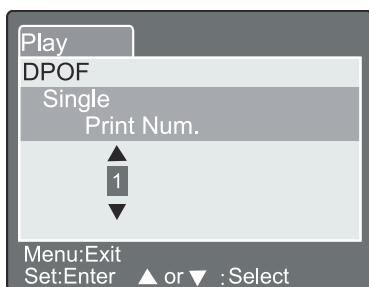 Play
DPOF
Single
Print Num.
1
Menu:Exit
Set:Enter ▲ or ▼ :Select